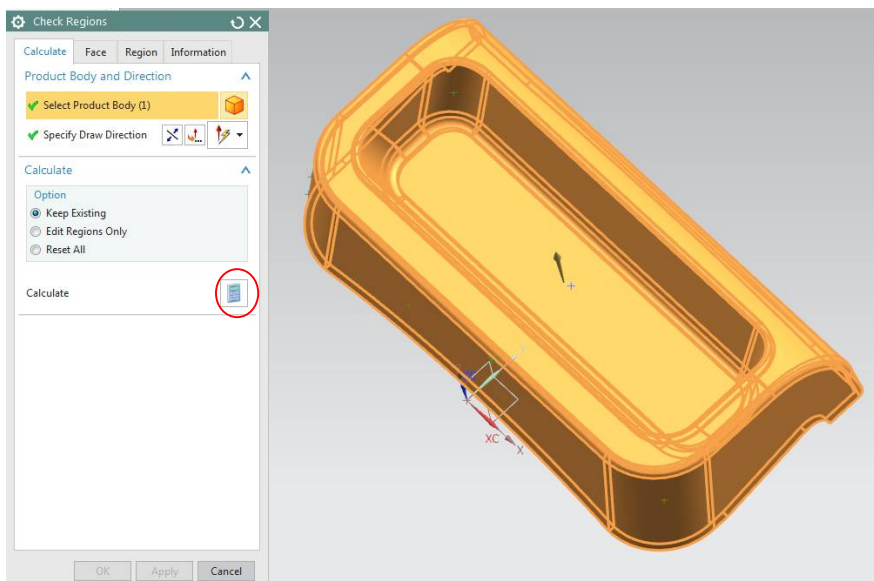 Check Regions
Calculate Face Region Information
Product Body and Direction
Select Product Body (1)
Specify Draw Direction
Calculate
Option
Keep Existing
Edit Regions Only
Reset All
Calculate
OK Apply Cancel
XC X